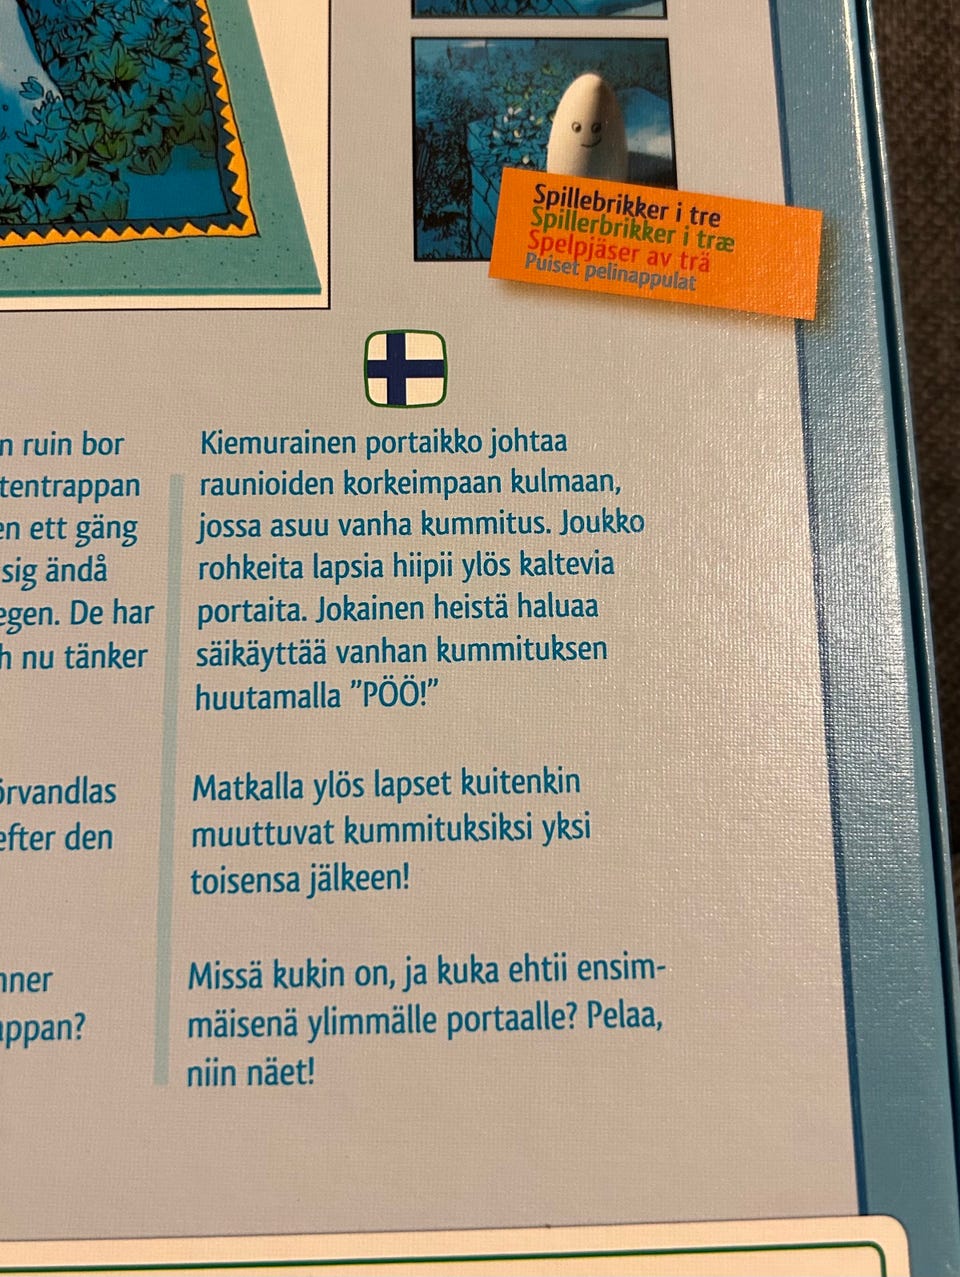 Spillebrikker i tre
Spillerbrikker i træ
Spelpjäser av trä
Puiset pelinappulat
n ruin bor
tentrappan
en ett gäng
sig ändå
egen. De har
h nu tänker
örvandlas
efter den
nner
appan?
Kiemurainen portaikko johtaa
raunioiden korkeimpaan kulmaan,
jossa asuu vanha kummitus. Joukko
rohkeita lapsia hiipii ylös kaltevia
portaita. Jokainen heistä haluaa
säikäyttää vanhan kummituksen
huutamalla ”PÖÖ!”
Matkalla ylös lapset kuitenkin
muuttuvat kummituksiksi yksi
toisensa jälkeen!
Missä kukin on, ja kuka ehtii ensim-
mäisenä ylimmälle portaalle? Pelaa,
niin näet!